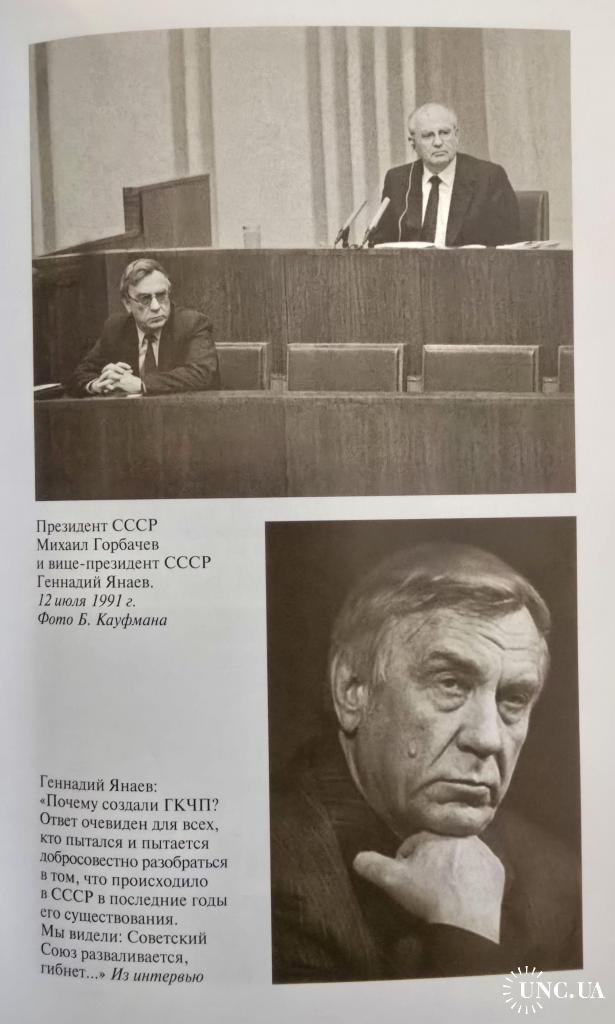 Президент СССР
Михаил Горбачев
и вице-президент СССР
Геннадий Янаев.
12 июля 1991 г.
Фото Б. Кауфмана
Геннадий Янаев:
«Почему создали ГКЧП?
Ответ очевиден для всех,
кто пытался и пытается
добросовестно разобраться
в том, что происходило
в СССР в последние годы
его существования.
Мы видели: Советский
Союз разваливается,
гибнет...» Из интервью
UNC.UA